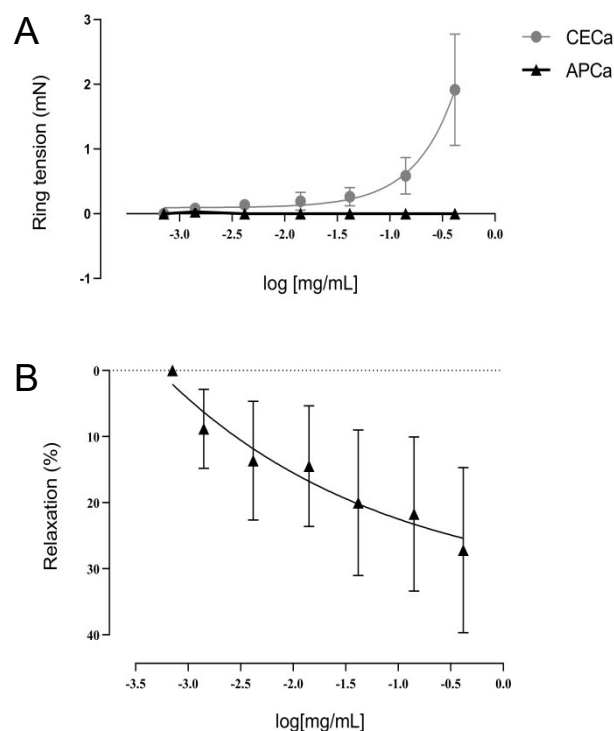 A
3
2
1
0
-1
Ring tension (mN)
-3.0 -2.5 -2.0 -1.5 -1.0 -0.5 0.0
log [mg/mL]
CECa
APCa
B
0
10
20
30
40
Relaxation (%)
-3.5 -3.0 -2.5 -2.0 -1.5 -1.0 -0.5 0.0
log[mg/mL]